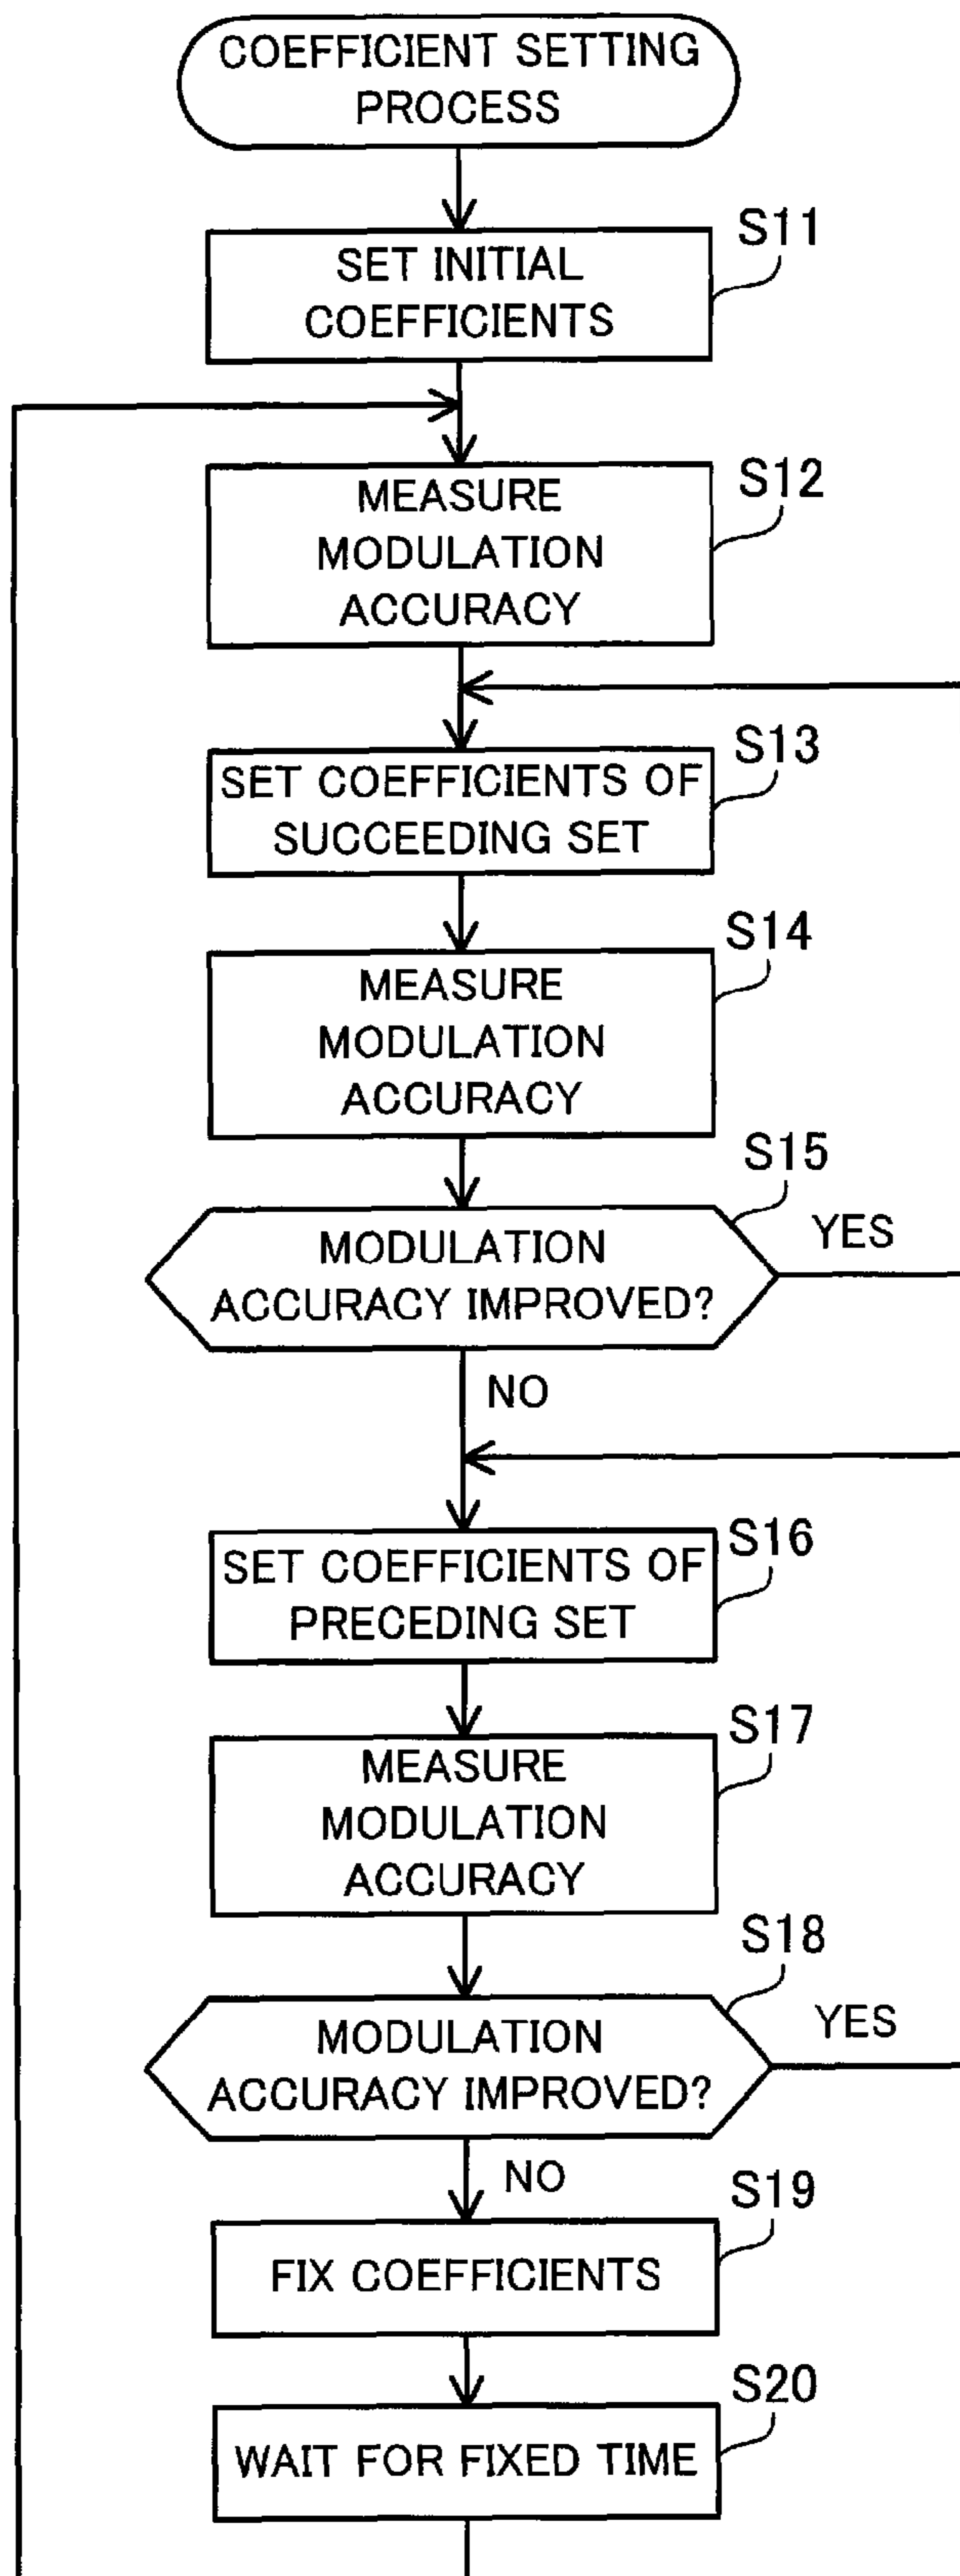 COEFFICIENT SETTING
PROCESS
S11
SET INITIAL
COEFFICIENTS
S12
MEASURE
MODULATION
ACCURACY
S13
SET COEFFICIENTS OF
SUCCEEDING SET
S14
MEASURE
MODULATION
ACCURACY
S15
MODULATION
ACCURACY IMPROVED?
YES
NO
S16
SET COEFFICIENTS OF
PRECEDING SET
S17
MEASURE
MODULATION
ACCURACY
S18
MODULATION
ACCURACY IMPROVED?
YES
NO
S19
FIX COEFFICIENTS
S20
WAIT FOR FIXED TIME